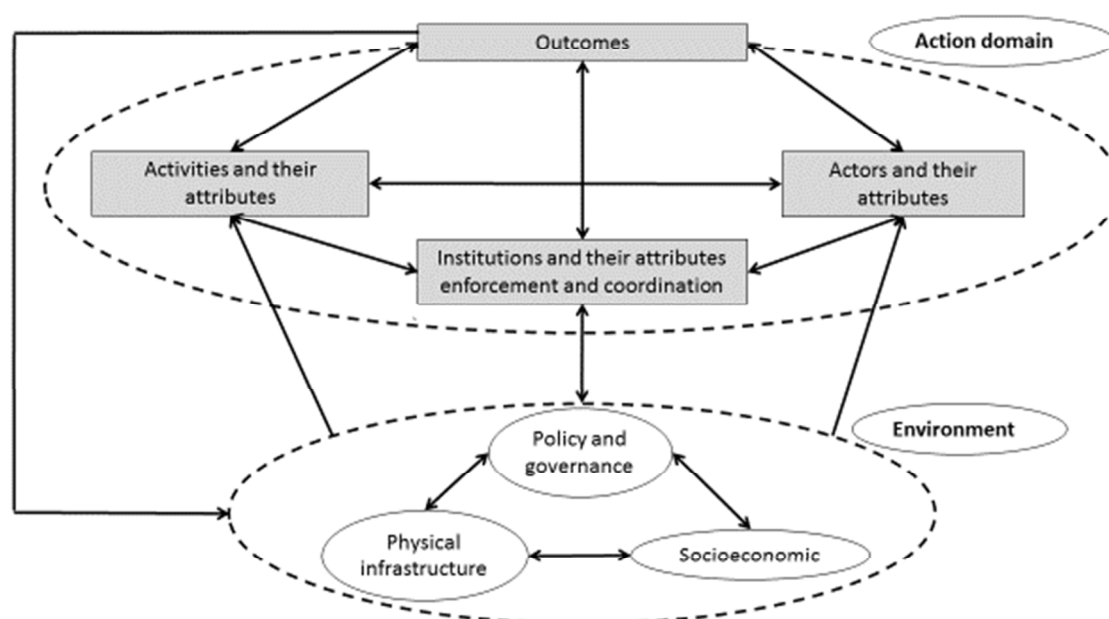 Outcomes
Action domain
Activities and their
attributes
Actors and their
attributes
Institutions and their attributes
enforcement and coordination
Environment
Policy and
governance
Physical
infrastructure
Socioeconomic